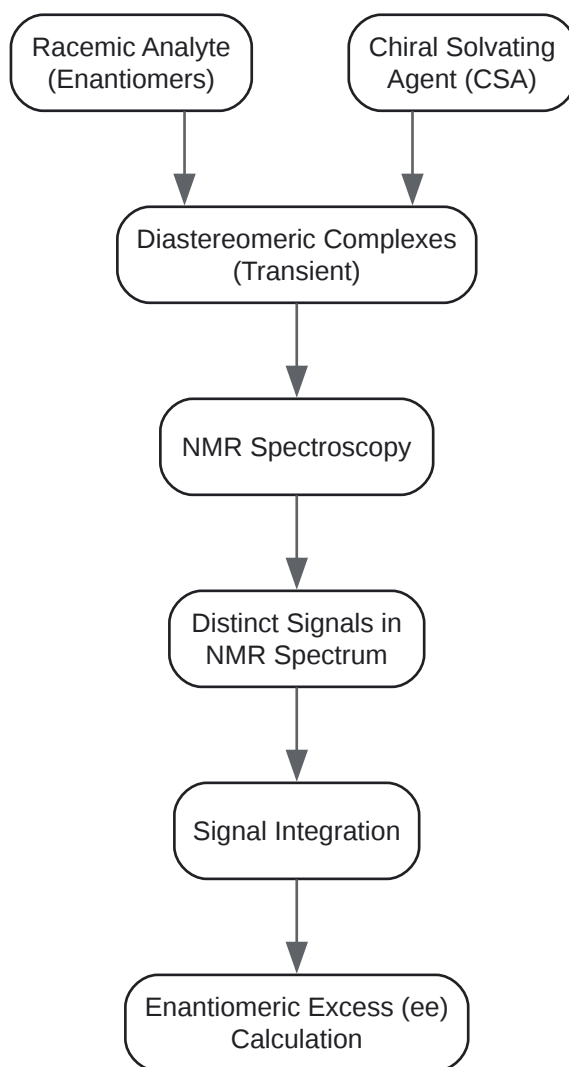 Racemic Analyte
(Enantiomers)
Chiral Solvating
Agent (CSA)
Diastereomeric Complexes
(Transient)
NMR Spectroscopy
Distinct Signals in
NMR Spectrum
Signal Integration
Enantiomeric Excess (ee)
Calculation